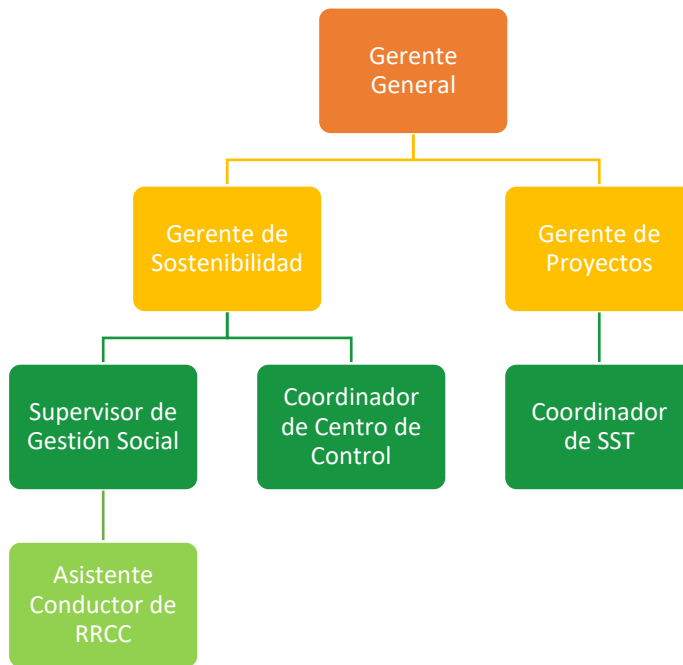 Gerente
General
Gerente de
Sostenibilidad
Gerente de
Proyectos
Supervisor de
Gestión Social
Coordinador
de Centro de
Control
Coordinador
de SST
Asistente
Conductor de
RRCC